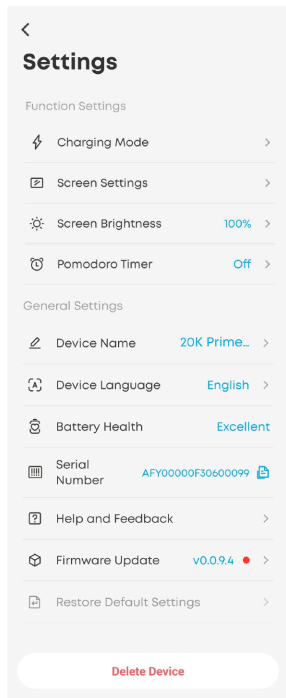 Settings
Function Settings
Charging Mode
Screen Settings
Screen Brightness 100%
Pomodoro Timer Off
General Settings
Device Name 20K Prime...
Device Language English
Battery Health Excellent
Serial
Number AFY00000F30600099
Help and Feedback
Firmware Update v0.0.9.4
Restore Default Settings
Delete Device